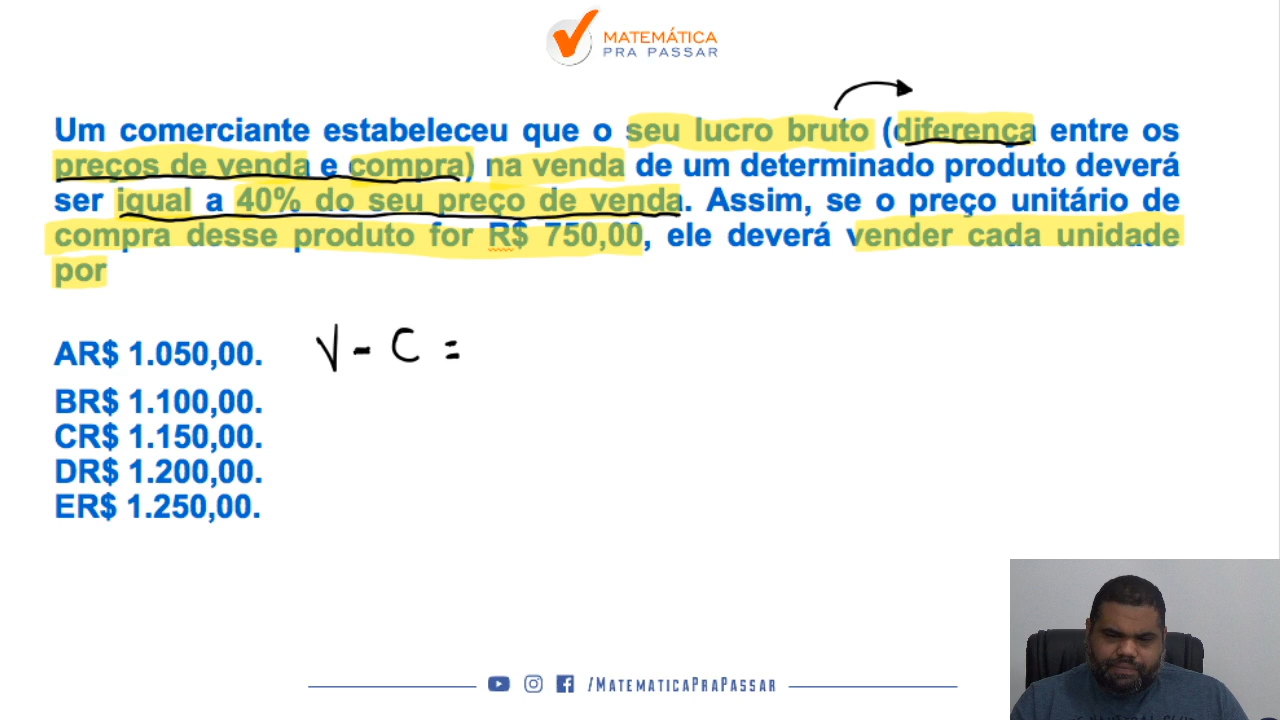 MATEMÁTICA
PRA PASSAR
Um comerciante estabeleceu que o seu lucro bruto (diferença entre os
preços de venda e compra) na venda de um determinado produto deverá
ser igual a 40% do seu preço de venda. Assim, se o preço unitário de
compra desse produto for R$ 750,00, ele deverá vender cada unidade
por
AR$ 1.050,00.
V - C =
BR$ 1.100,00.
CR$ 1.150,00.
DR$ 1.200,00.
ER$ 1.250,00.
/MATEMATICAPRAPASSAR